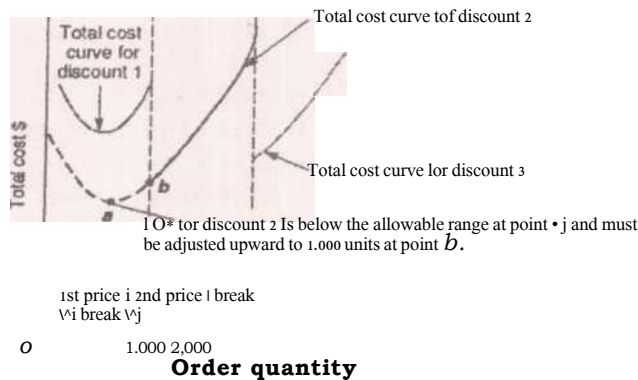 Total cost curve tof discount 2
Total cost
curve for
discount 1
Total cost $
b
a
Total cost curve lor discount 3
l O* tor discount 2 Is below the allowable range at point • j and must
be adjusted upward to 1.000 units at point b.
1st price i 2nd price | break
\^i break \^j
O 1.000 2,000
Order quantity